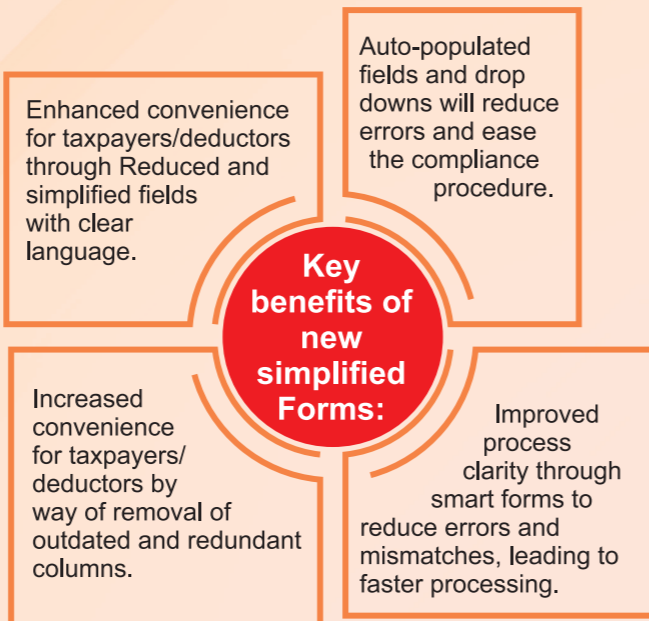 Enhanced convenience
for taxpayers/deductors
through Reduced and
simplified fields
with clear
language.
Auto-populated
fields and drop
downs will reduce
errors and ease
the compliance
procedure.
Key
benefits of
new
simplified
Forms:
Increased
convenience
for taxpayers/
deductors by
way of removal of
outdated and redundant
columns.
Improved
process
clarity through
smart forms to
reduce errors and
mismatches, leading to
faster processing.